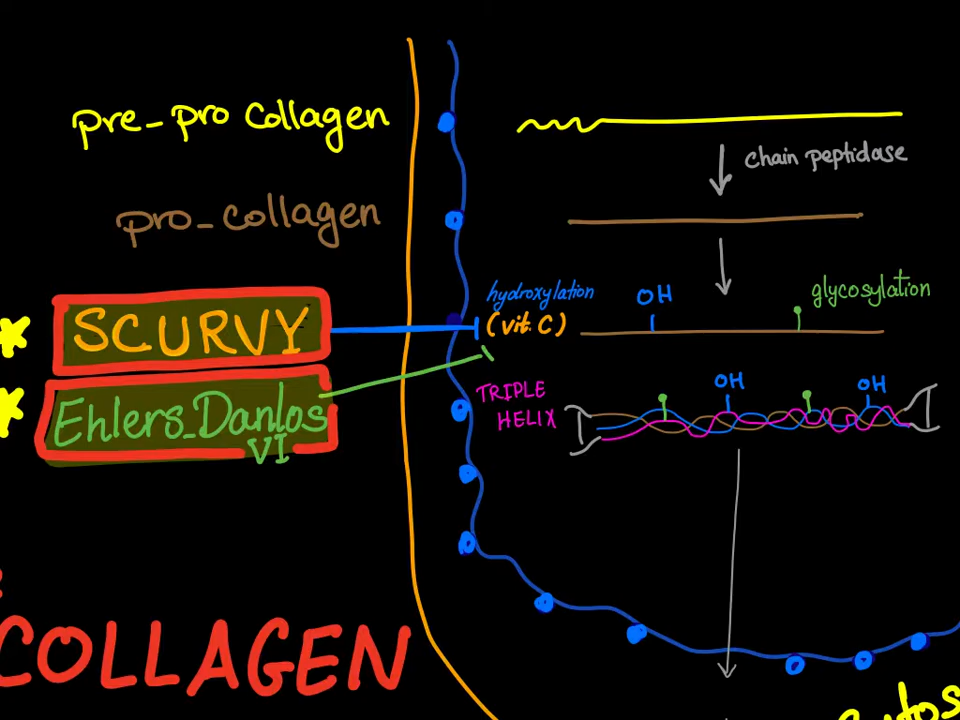 pre-pro collagen
chain peptidase
pro-collagen
OH
glycosylation
hydroxylation
(vit. C)
SCURVY
Ehlers-Danlos
VI
TRIPLE
HELIX
OH
OH
COLLAGEN